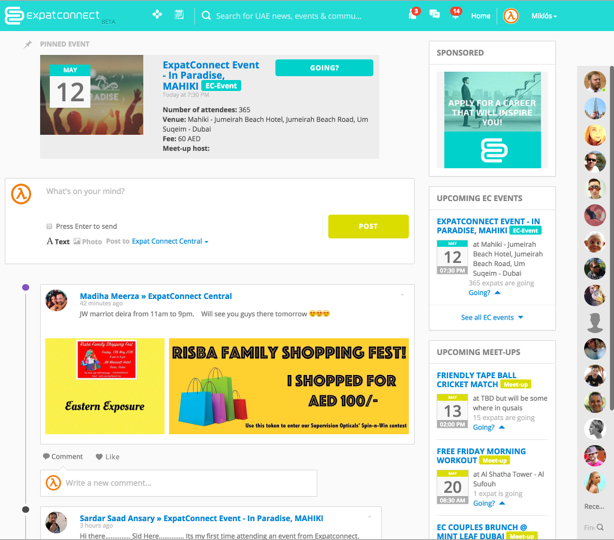 expatconnect
BETA
Search for UAE news, events & commu...
3
14
Home
Miklós
PINNED EVENT
MAY
12
ExpatConnect Event
- In Paradise,
MAHIKI EC-Event
Today at 7:30 PM
GOING?
Number of attendees: 365
Venue: Mahiki - Jumeirah Beach Hotel, Jumeirah Beach Road, Um
Suqeim - Dubai
Fee: 60 AED
Meet-up host:
What's on your mind?
Press Enter to send
POST
A Text Photo Post to Expat Connect Central
Madiha Meerza » ExpatConnect Central
42 minutes ago
JW marriot deira from 11am to 9pm. Will see you guys there tomorrow 😍😍😍
Risba Family Shopping Fest
Eastern Exposure
RISBA FAMILY SHOPPING FEST!
I SHOPPED FOR
AED 100/-
Use this token to enter our Supervision Opticals' Spin-n-Win contest
Comment Like
Write a new comment...
Sardar Saad Ansary » ExpatConnect Event - In Paradise, MAHIKI
3 hours ago
Hi there............. Sid Here.............. Its my first time attending an event from Expatconnect.
SPONSORED
APPLY FOR A CAREER
THAT WILL INSPIRE
YOU!
UPCOMING EC EVENTS
EXPATCONNECT EVENT - IN
PARADISE, MAHIKI EC-Event
MAY
12
07:30 PM
at Mahiki - Jumeirah
Beach Hotel, Jumeirah
Beach Road, Um
Suqeim - Dubai
365 expats are going
Going?
See all EC events
UPCOMING MEET-UPS
FRIENDLY TAPE BALL
CRICKET MATCH Meet-up
MAY
13
03:00 PM
at TBD but will be some
where in qusais
15 expats are going
Going?
FREE FRIDAY MORNING
WORKOUT Meet-up
MAY
20
08:30 AM
at Al Shatha Tower - Al
Sufouh
1 expat is going
Going?
EC COUPLES BRUNCH @
MINT LEAF DUBAI Meet-up
Rece...
Fin